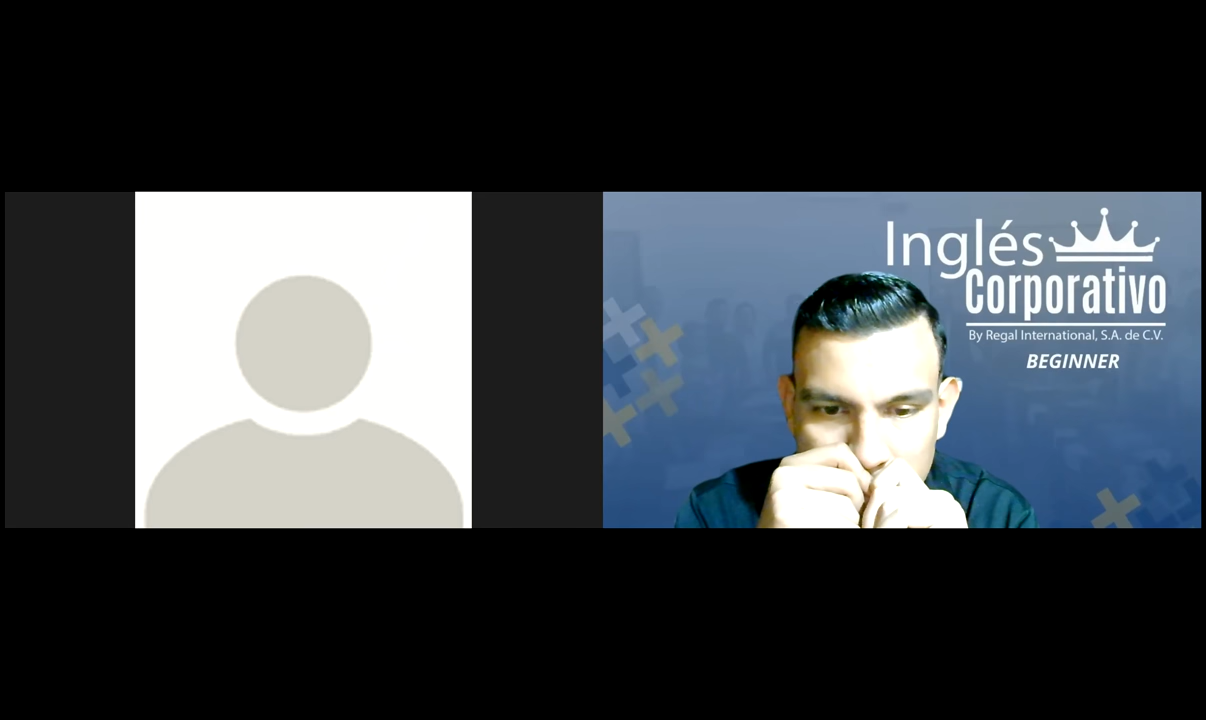 Inglés
Corporativo
By Regal International, S.A. de C.V.
BEGINNER